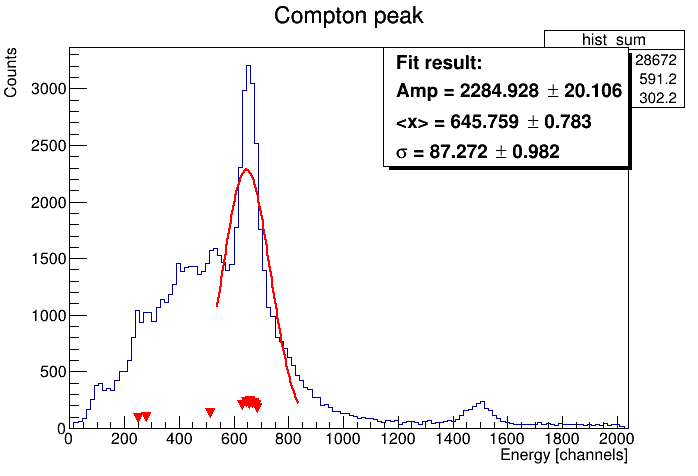 Compton peak
hist_sum
28672
591.2
302.2
Fit result:
Amp = 2284.928 ± 20.106
<x> = 645.759 ± 0.783
σ = 87.272 ± 0.982
Counts
3000
2500
2000
1500
1000
500
0
0 200 400 600 800 1000 1200 1400 1600 1800 2000
Energy [channels]